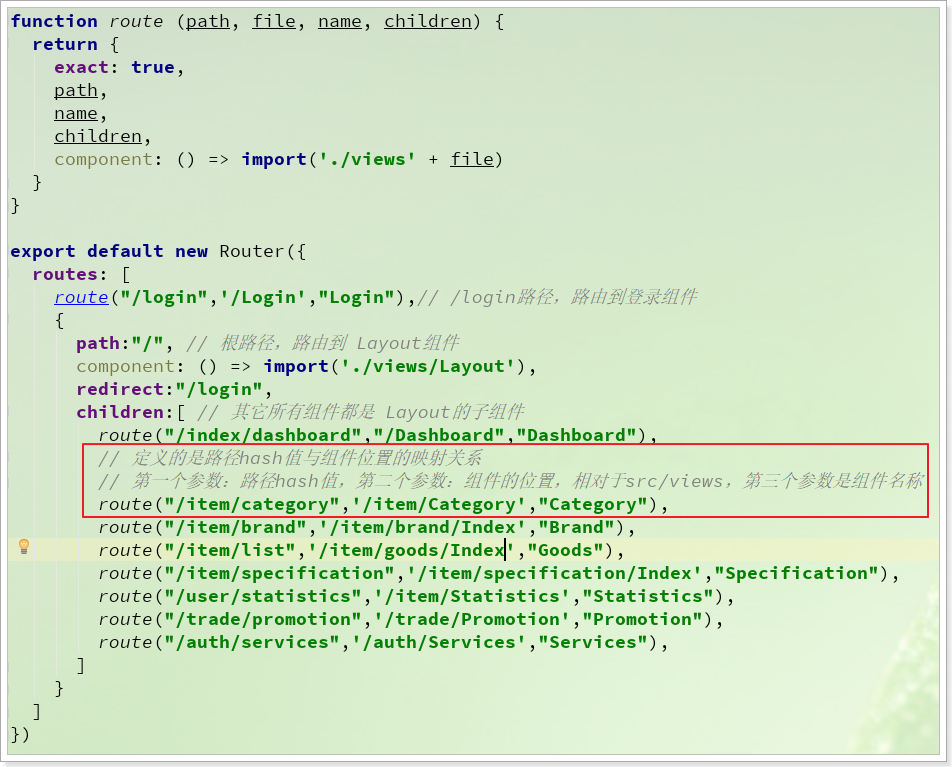 function route (path, file, name, children) {
  return {
    exact: true,
    path,
    name,
    children,
    component: () => import('./views' + file)
  }
}

export default new Router({
  routes: [
    route("/login",'/Login',"Login"),// /login路径，路由到登录组件
    {
      path:"/", // 根路径，路由到 Layout组件
      component: () => import('./views/Layout'),
      redirect:"/login",
      children:[ // 其它所有组件都是 Layout的子组件
        route("/index/dashboard","/Dashboard","Dashboard"),
        // 定义的是路径hash值与组件位置的映射关系
        // 第一个参数：路径hash值，第二个参数：组件的位置，相对于src/views，第三个参数是组件名称
        route("/item/category",'/item/Category',"Category"),
        route("/item/brand",'/item/brand/Index',"Brand"),
        route("/item/list",'/item/goods/Index',"Goods"),
        route("/item/specification",'/item/specification/Index',"Specification"),
        route("/user/statistics",'/item/Statistics',"Statistics"),
        route("/trade/promotion",'/trade/Promotion',"Promotion"),
        route("/auth/services",'/auth/Services',"Services"),
      ]
    }
  ]
})